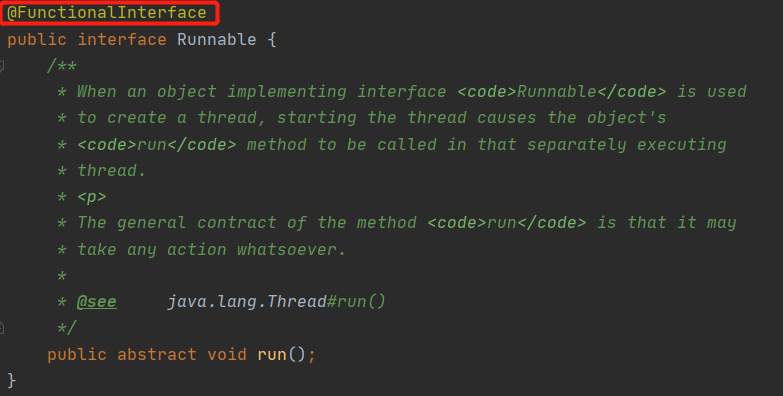 @FunctionalInterface
public interface Runnable {
    /**
     * When an object implementing interface <code>Runnable</code> is used
     * to create a thread, starting the thread causes the object's
     * <code>run</code> method to be called in that separately executing
     * thread.
     * <p>
     * The general contract of the method <code>run</code> is that it may
     * take any action whatsoever.
     *
     * @see     java.lang.Thread#run()
     */
    public abstract void run();
}